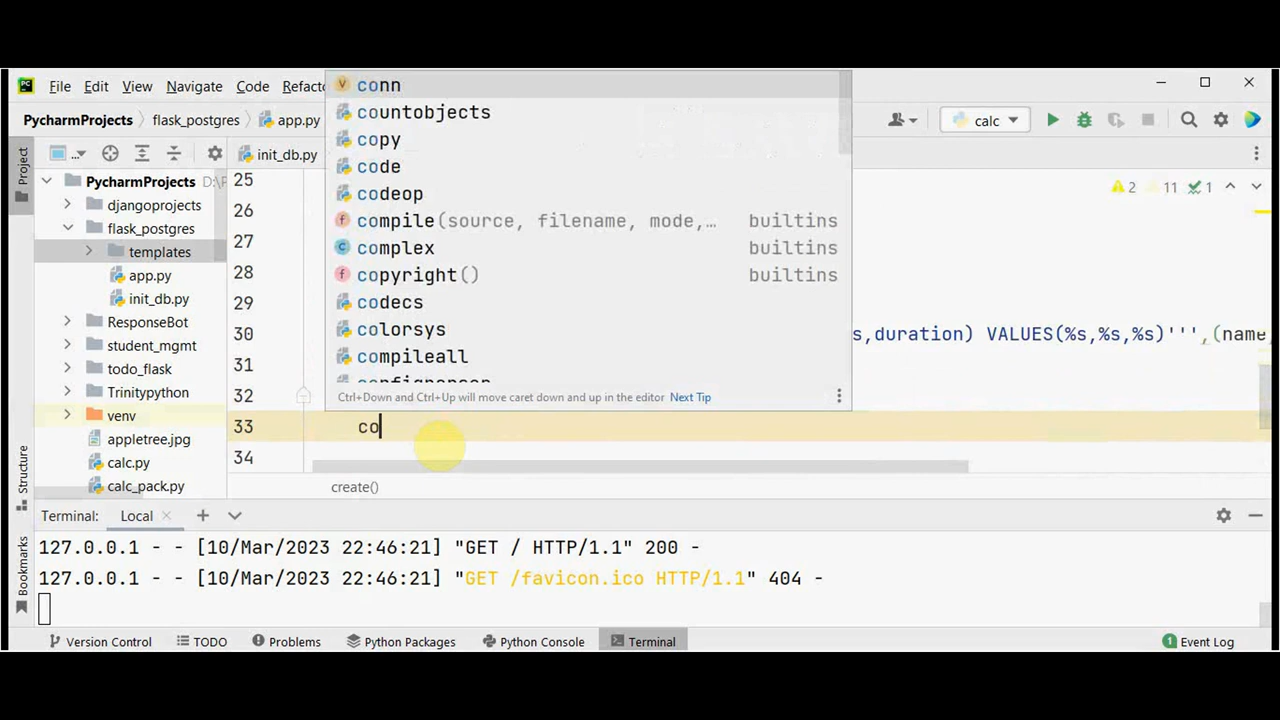 PC File Edit View Navigate Code Refacto
PycharmProjects flask_postgres app.py calc
Project ... init_db.py
conn
countobjects
copy
code
codeop
compile(source, filename, mode,… builtins
complex builtins
copyright() builtins
codecs
colorsys
compileall
Ctrl+Down and Ctrl+Up will move caret down and up in the editor Next Tip
PycharmProjects D:\P
djangoprojects
flask_postgres
templates
app.py
init_db.py
ResponseBot
student_mgmt
todo_flask
Trinitypython
venv
appletree.jpg
calc.py
calc_pack.py
Structure
Bookmarks
2 11 1
25
26
27
28
29
30 s,duration) VALUES(%s,%s,%s)''',(name
31
32
33 co
34
create()
Terminal: Local
127.0.0.1 - - [10/Mar/2023 22:46:21] "GET / HTTP/1.1" 200 -
127.0.0.1 - - [10/Mar/2023 22:46:21] "GET /favicon.ico HTTP/1.1" 404 -
Version Control TODO Problems Python Packages Python Console Terminal 1 Event Log